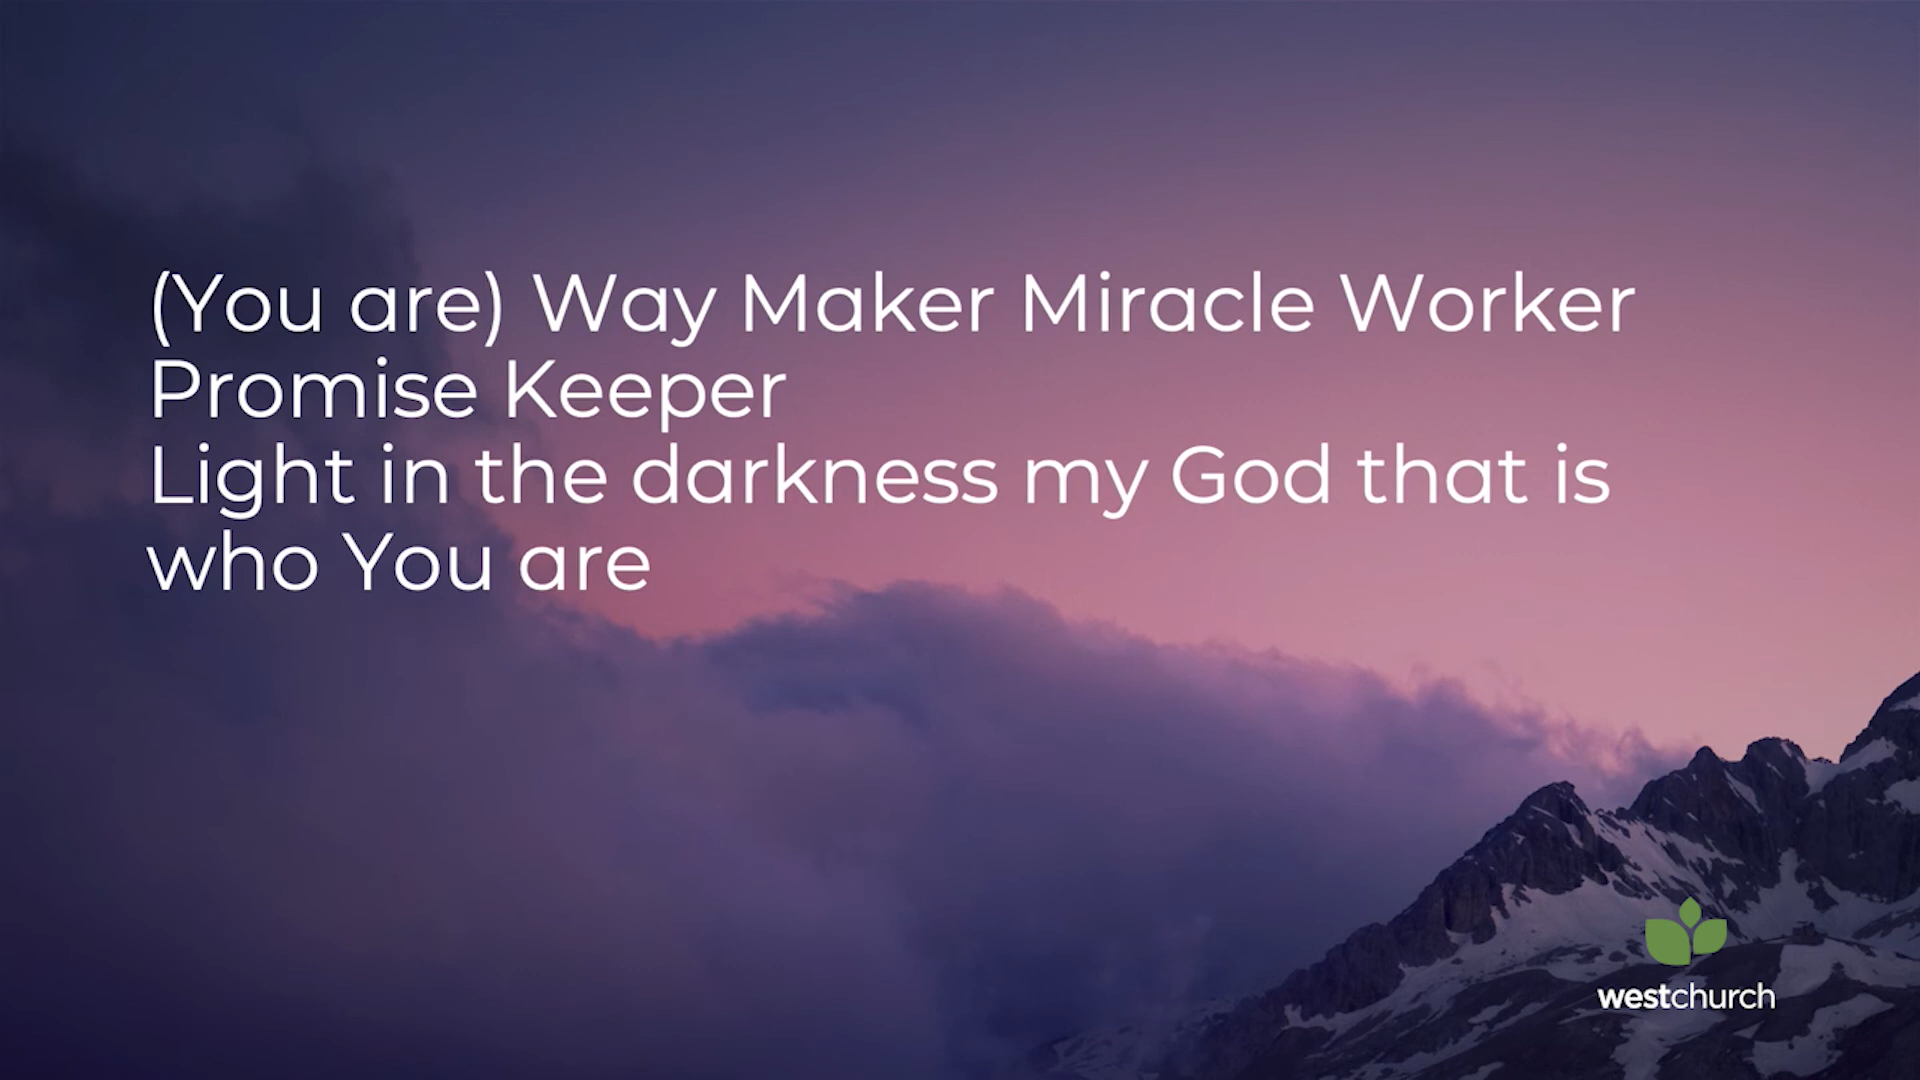 (You are) Way Maker Miracle Worker
Promise Keeper
Light in the darkness my God that is
who You are
westchurch